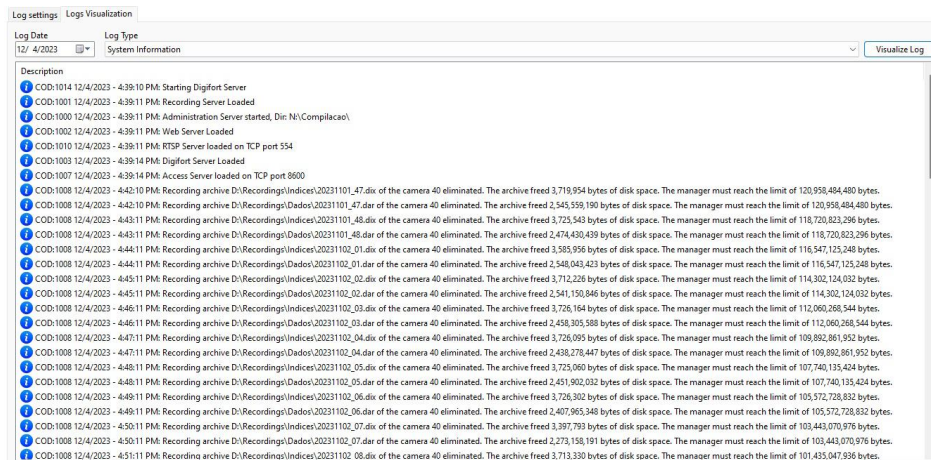 Log settings Logs Visualization
Log Date Log Type
12/ 4/2023 System Information Visualize Log
Description
COD:1014 12/4/2023 - 4:39:10 PM: Starting Digifort Server
COD:1001 12/4/2023 - 4:39:11 PM: Recording Server Loaded
COD:1000 12/4/2023 - 4:39:11 PM: Administration Server started, Dir: N:\Compilacao\
COD:1002 12/4/2023 - 4:39:11 PM: Web Server Loaded
COD:1010 12/4/2023 - 4:39:11 PM: RTSP Server loaded on TCP port 554
COD:1003 12/4/2023 - 4:39:14 PM: Digifort Server Loaded
COD:1007 12/4/2023 - 4:39:14 PM: Access Server loaded on TCP port 8600
COD:1008 12/4/2023 - 4:42:10 PM: Recording archive D:\Recordings\Indices\20231101_47.dix of the camera 40 eliminated. The archive freed 3,719,954 bytes of disk space. The manager must reach the limit of 120,958,484,480 bytes.
COD:1008 12/4/2023 - 4:42:10 PM: Recording archive D:\Recordings\Dados\20231101_47.dar of the camera 40 eliminated. The archive freed 2,545,559,190 bytes of disk space. The manager must reach the limit of 120,958,484,480 bytes.
COD:1008 12/4/2023 - 4:43:11 PM: Recording archive D:\Recordings\Indices\20231101_48.dix of the camera 40 eliminated. The archive freed 3,725,543 bytes of disk space. The manager must reach the limit of 118,720,823,296 bytes.
COD:1008 12/4/2023 - 4:43:11 PM: Recording archive D:\Recordings\Dados\20231101_48.dar of the camera 40 eliminated. The archive freed 2,474,430,439 bytes of disk space. The manager must reach the limit of 118,720,823,296 bytes.
COD:1008 12/4/2023 - 4:44:11 PM: Recording archive D:\Recordings\Indices\20231102_01.dix of the camera 40 eliminated. The archive freed 3,585,956 bytes of disk space. The manager must reach the limit of 116,547,125,248 bytes.
COD:1008 12/4/2023 - 4:44:11 PM: Recording archive D:\Recordings\Dados\20231102_01.dar of the camera 40 eliminated. The archive freed 2,548,043,423 bytes of disk space. The manager must reach the limit of 116,547,125,248 bytes.
COD:1008 12/4/2023 - 4:45:11 PM: Recording archive D:\Recordings\Indices\20231102_02.dix of the camera 40 eliminated. The archive freed 3,712,226 bytes of disk space. The manager must reach the limit of 114,302,124,032 bytes.
COD:1008 12/4/2023 - 4:45:11 PM: Recording archive D:\Recordings\Dados\20231102_02.dar of the camera 40 eliminated. The archive freed 2,541,150,846 bytes of disk space. The manager must reach the limit of 114,302,124,032 bytes.
COD:1008 12/4/2023 - 4:46:11 PM: Recording archive D:\Recordings\Indices\20231102_03.dix of the camera 40 eliminated. The archive freed 3,726,164 bytes of disk space. The manager must reach the limit of 112,060,268,544 bytes.
COD:1008 12/4/2023 - 4:46:11 PM: Recording archive D:\Recordings\Dados\20231102_03.dar of the camera 40 eliminated. The archive freed 2,458,305,588 bytes of disk space. The manager must reach the limit of 112,060,268,544 bytes.
COD:1008 12/4/2023 - 4:47:11 PM: Recording archive D:\Recordings\Indices\20231102_04.dix of the camera 40 eliminated. The archive freed 3,726,095 bytes of disk space. The manager must reach the limit of 109,892,861,952 bytes.
COD:1008 12/4/2023 - 4:47:11 PM: Recording archive D:\Recordings\Dados\20231102_04.dar of the camera 40 eliminated. The archive freed 2,438,278,447 bytes of disk space. The manager must reach the limit of 109,892,861,952 bytes.
COD:1008 12/4/2023 - 4:48:11 PM: Recording archive D:\Recordings\Indices\20231102_05.dix of the camera 40 eliminated. The archive freed 3,725,060 bytes of disk space. The manager must reach the limit of 107,740,135,424 bytes.
COD:1008 12/4/2023 - 4:48:11 PM: Recording archive D:\Recordings\Dados\20231102_05.dar of the camera 40 eliminated. The archive freed 2,451,902,032 bytes of disk space. The manager must reach the limit of 107,740,135,424 bytes.
COD:1008 12/4/2023 - 4:49:11 PM: Recording archive D:\Recordings\Indices\20231102_06.dix of the camera 40 eliminated. The archive freed 3,726,302 bytes of disk space. The manager must reach the limit of 105,572,728,832 bytes.
COD:1008 12/4/2023 - 4:49:11 PM: Recording archive D:\Recordings\Dados\20231102_06.dar of the camera 40 eliminated. The archive freed 2,407,965,348 bytes of disk space. The manager must reach the limit of 105,572,728,832 bytes.
COD:1008 12/4/2023 - 4:50:11 PM: Recording archive D:\Recordings\Indices\20231102_07.dix of the camera 40 eliminated. The archive freed 3,397,793 bytes of disk space. The manager must reach the limit of 103,443,070,976 bytes.
COD:1008 12/4/2023 - 4:50:11 PM: Recording archive D:\Recordings\Dados\20231102_07.dar of the camera 40 eliminated. The archive freed 2,273,158,191 bytes of disk space. The manager must reach the limit of 103,443,070,976 bytes.
COD:1008 12/4/2023 - 4:51:11 PM: Recording archive D:\Recordings\Indices\20231102_08.dix of the camera 40 eliminated. The archive freed 3,713,330 bytes of disk space. The manager must reach the limit of 101,435,047,936 bytes.